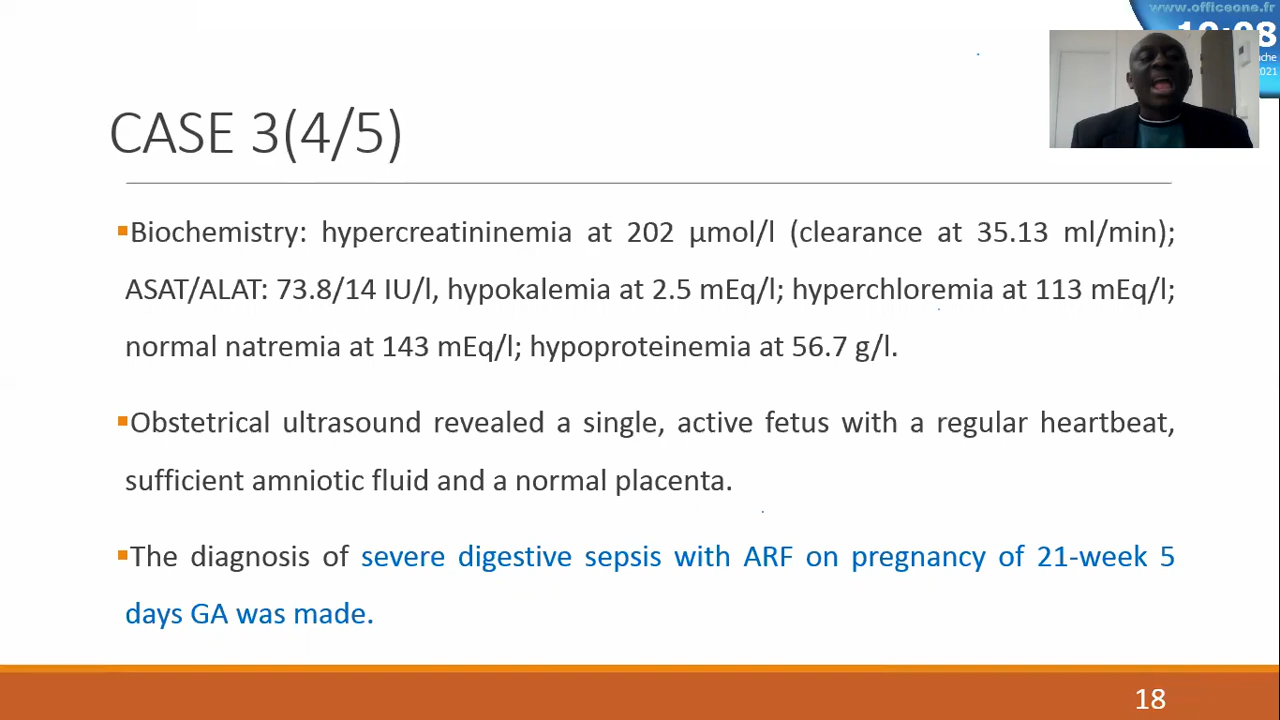 www.officeone.fr
CASE 3(4/5)
▪Biochemistry: hypercreatininemia at 202 µmol/l (clearance at 35.13 ml/min);
ASAT/ALAT: 73.8/14 IU/l, hypokalemia at 2.5 mEq/l; hyperchloremia at 113 mEq/l;
normal natremia at 143 mEq/l; hypoproteinemia at 56.7 g/l.
▪Obstetrical ultrasound revealed a single, active fetus with a regular heartbeat,
sufficient amniotic fluid and a normal placenta.
▪The diagnosis of severe digestive sepsis with ARF on pregnancy of 21-week 5
days GA was made.
18